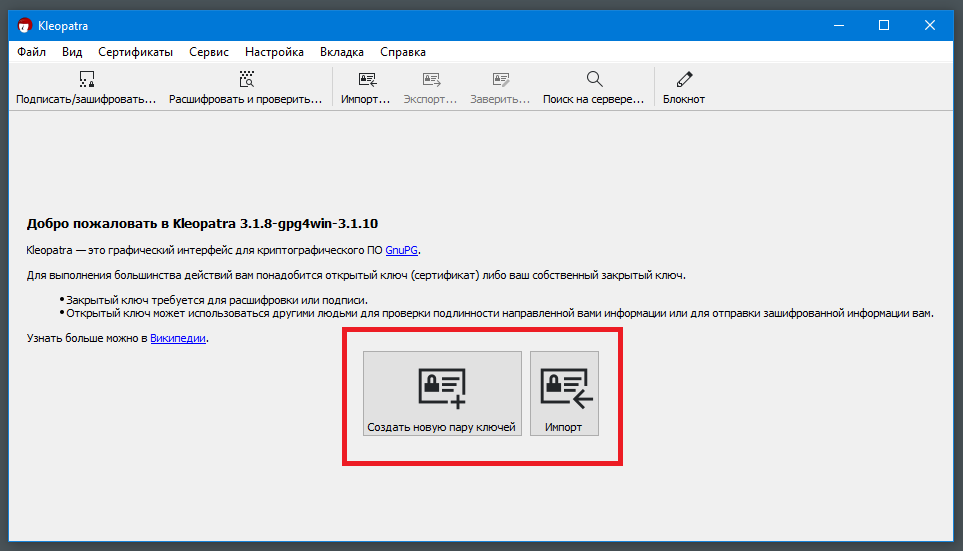 Kleopatra
Файл Вид Сертификаты Сервис Настройка Вкладка Справка
Подписать/зашифровать... Расшифровать и проверить... Импорт... Экспорт... Заверить... Поиск на сервере... Блокнот
Добро пожаловать в Kleopatra 3.1.8-gpg4win-3.1.10
Kleopatra — это графический интерфейс для криптографического ПО GnuPG.
Для выполнения большинства действий вам понадобится открытый ключ (сертификат) либо ваш собственный закрытый ключ.
• Закрытый ключ требуется для расшифровки или подписи.
• Открытый ключ может использоваться другими людьми для проверки подлинности направленной вами информации или для отправки зашифрованной информации вам.
Узнать больше можно в Википедии.
Создать новую пару ключей Импорт